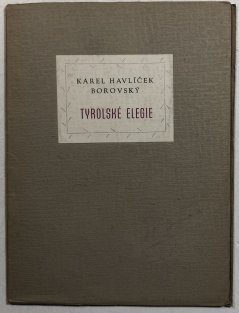 KAREL HAVLÍČEK
BOROVSKÝ
TYROLSKÉ ELEGIE